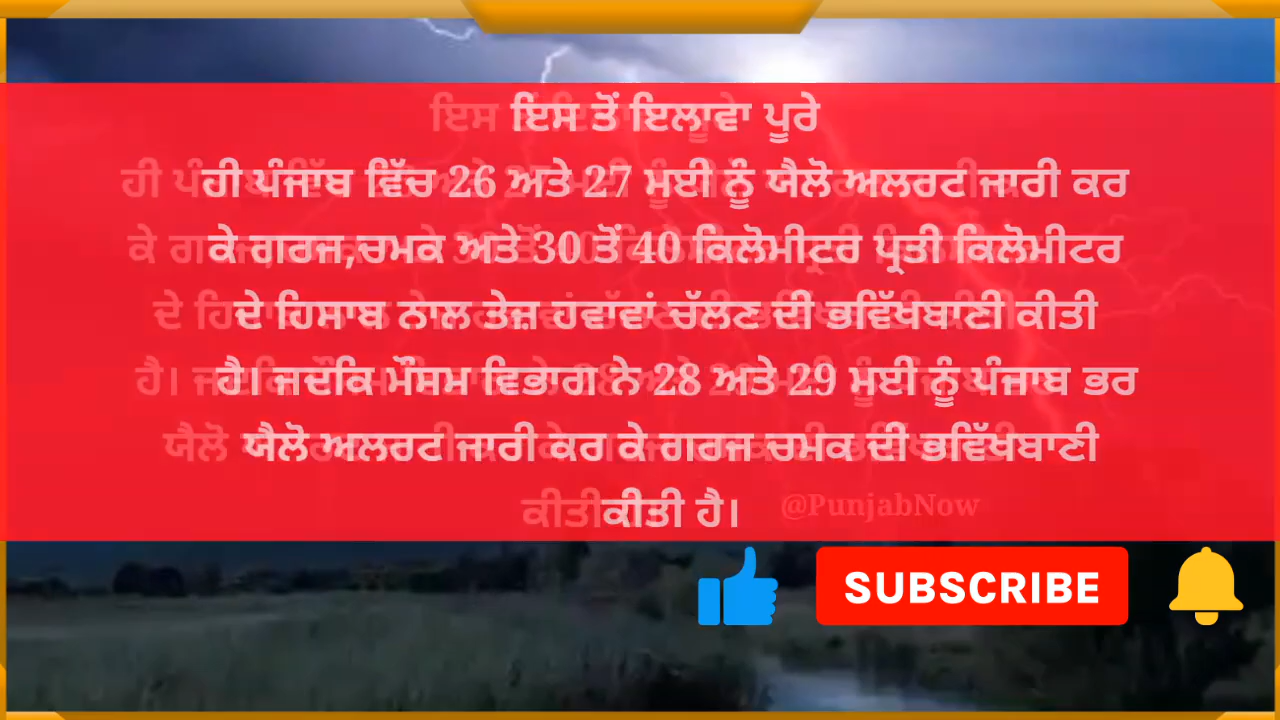 ਇਸ ਤੋਂ ਇਲਾਵਾ ਪੂਰੇ
ਹੀ ਪੰਜਾਬ ਵਿੱਚ 26 ਅਤੇ 27 ਮਈ ਨੂੰ ਯੈਲੋ ਅਲਰਟ ਜਾਰੀ ਕਰ
ਕੇ ਗਰਜ,ਚਮਕ ਅਤੇ 30 ਤੋਂ 40 ਕਿਲੋਮੀਟਰ ਪ੍ਰਤੀ ਕਿਲੋਮੀਟਰ
ਦੇ ਹਿਸਾਬ ਨਾਲ ਤੇਜ਼ ਹਵਾਵਾਂ ਚੱਲਣ ਦੀ ਭਵਿੱਖਬਾਣੀ ਕੀਤੀ
ਹੈ। ਜਦਕਿ ਮੌਸਮ ਵਿਭਾਗ ਨੇ 28 ਅਤੇ 29 ਮਈ ਨੂੰ ਪੰਜਾਬ ਭਰ
ਯੈਲੋ ਅਲਰਟ ਜਾਰੀ ਕਰ ਕੇ ਗਰਜ ਚਮਕ ਦੀ ਭਵਿੱਖਬਾਣੀ
ਕੀਤੀ ਹੈ।
@PunjabNow
SUBSCRIBE